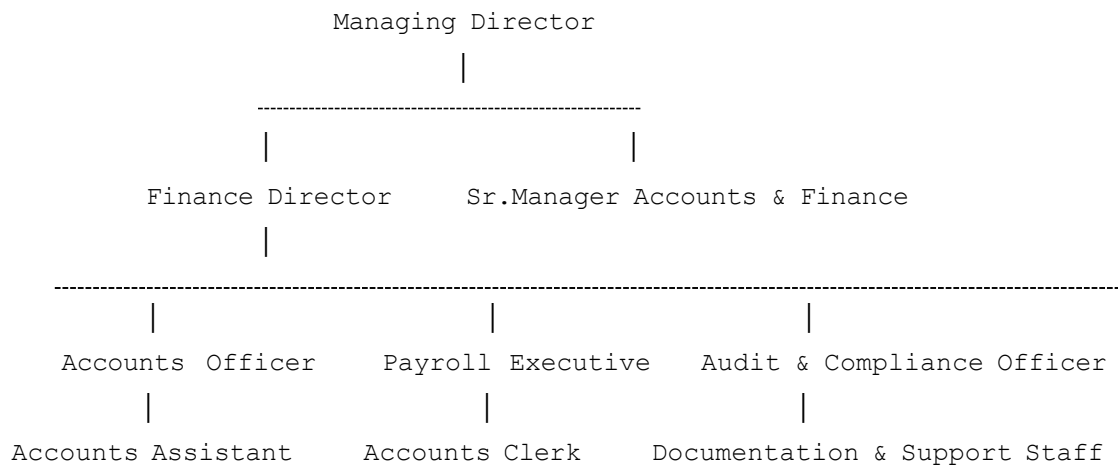 Managing Director
Finance Director Sr.Manager Accounts & Finance
Accounts Officer Payroll Executive Audit & Compliance Officer
Accounts Assistant Accounts Clerk Documentation & Support Staff